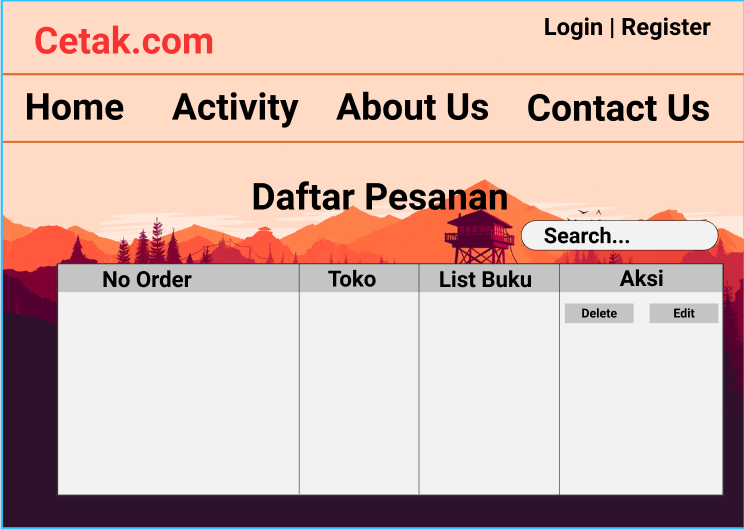 Cetak.com
Login | Register
Home Activity About Us Contact Us
Daftar Pesanan
Search...
No Order Toko List Buku Aksi
Delete Edit